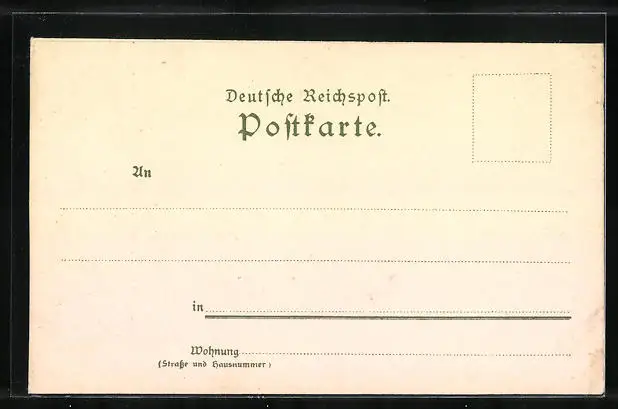 Deutsche Reichspost.
Postkarte.
An
in
Wohnung
(Straße und Hausnummer)